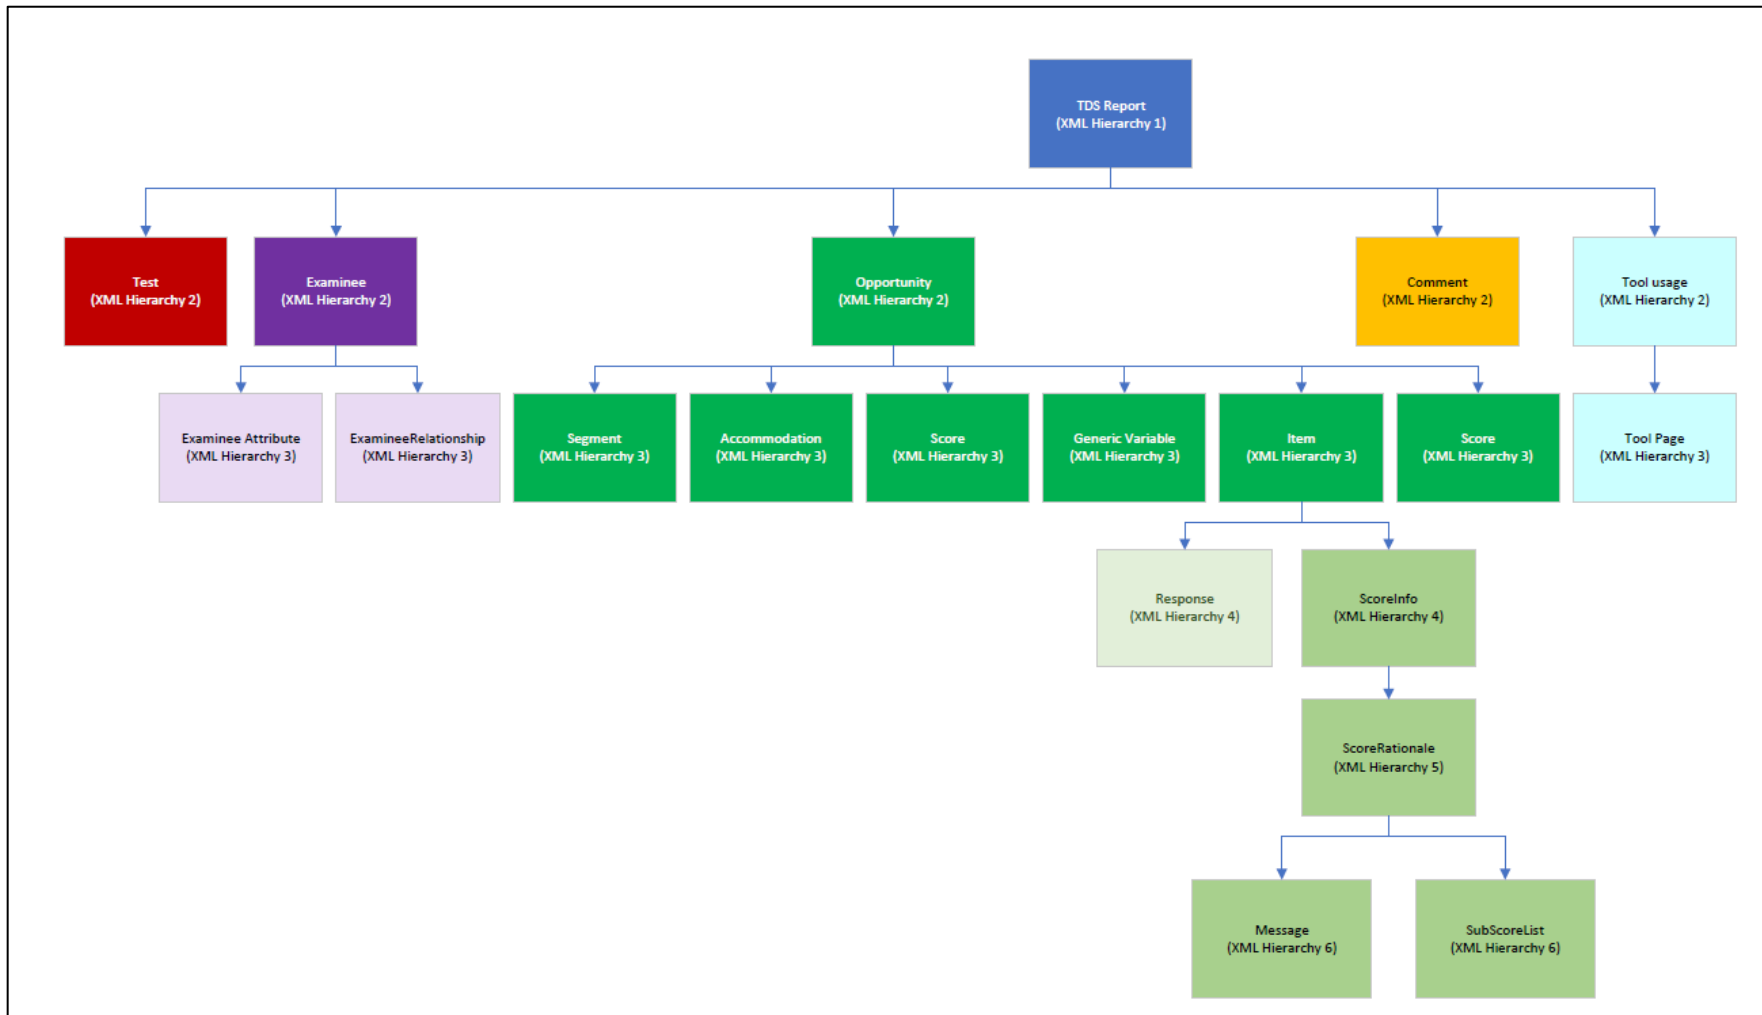 TDS Report
(XML Hierarchy 1)
Test
(XML Hierarchy 2)
Examinee
(XML Hierarchy 2)
Opportunity
(XML Hierarchy 2)
Comment
(XML Hierarchy 2)
Tool usage
(XML Hierarchy 2)
Examinee Attribute
(XML Hierarchy 3)
ExamineeRelationship
(XML Hierarchy 3)
Segment
(XML Hierarchy 3)
Accommodation
(XML Hierarchy 3)
Score
(XML Hierarchy 3)
Generic Variable
(XML Hierarchy 3)
Item
(XML Hierarchy 3)
Score
(XML Hierarchy 3)
Tool Page
(XML Hierarchy 3)
Response
(XML Hierarchy 4)
ScoreInfo
(XML Hierarchy 4)
ScoreRationale
(XML Hierarchy 5)
Message
(XML Hierarchy 6)
SubScoreList
(XML Hierarchy 6)